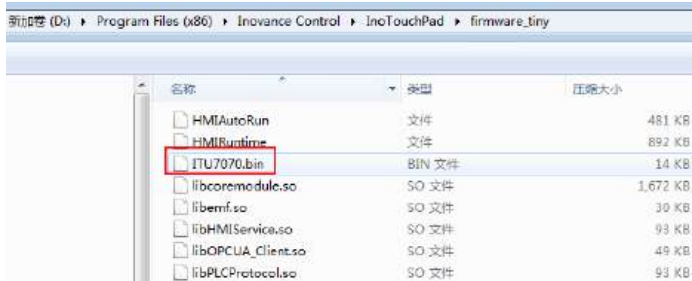 新加卷 (D:) ▸ Program Files (x86) ▸ Inovance Control ▸ InoTouchPad ▸ firmware_tiny
名称 类型 压缩大小
HMIAutoRun 文件 481 KB
HMIRuntime 文件 892 KB
ITU7070.bin BIN 文件 14 KB
libcoremodule.so SO 文件 1,672 KB
libemf.so SO 文件 30 KB
libHMIService.so SO 文件 93 KB
libOPCUA_Client.so SO 文件 49 KB
libPLCProtocol.so SO 文件 93 KB